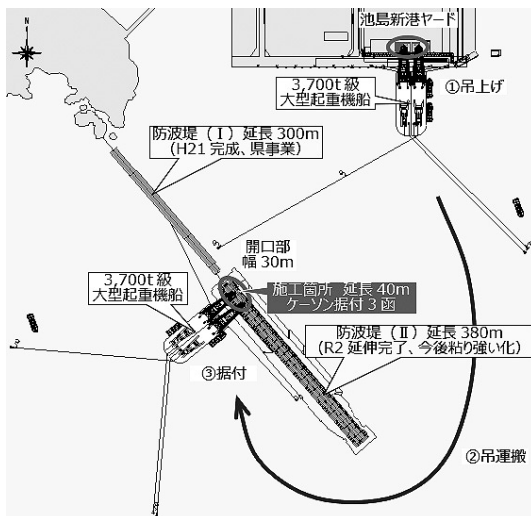 池島新港ヤード
N
3,700t 級
大型起重機船
①吊上げ
防波堤（Ⅰ）延長 300m
（H21 完成、県事業）
開口部
幅 30m
3,700t 級
大型起重機船
施工箇所 延長 40m
ケーソン据付 3 函
防波堤（Ⅱ）延長 380m
（R2 延伸完了、今後粘り強い化）
③据付
②吊運搬